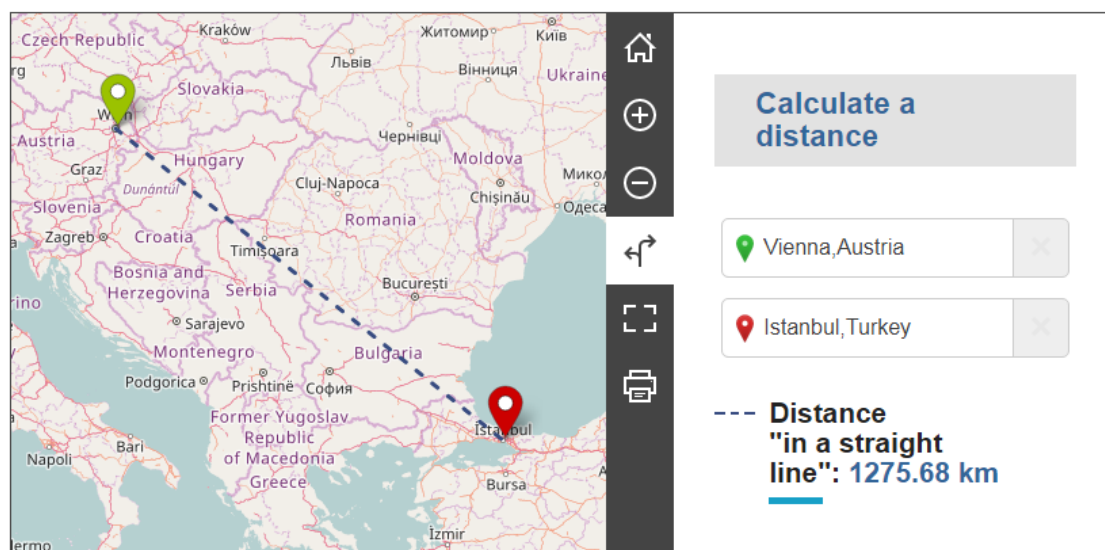 Kraków
Житомир
Київ
Czech Republic
Львів
Вінниця
Ukraine
Slovakia
Чернівці
Austria
Hungary
Moldova
Graz
Dunántúl
Cluj-Napoca
Chișinău
Slovenia
Romania
Одеса
Zagreb
Croatia
Timișoara
Bosnia and
Herzegovina
Serbia
București
Sarajevo
Montenegro
Bulgaria
Podgorica
Prishtinë
София
Former Yugoslav
Republic
of Macedonia
Bari
Napoli
Greece
Bursa
İzmir
Calculate a
distance
Vienna,Austria
Istanbul,Turkey
Distance
"in a straight
line": 1275.68 km